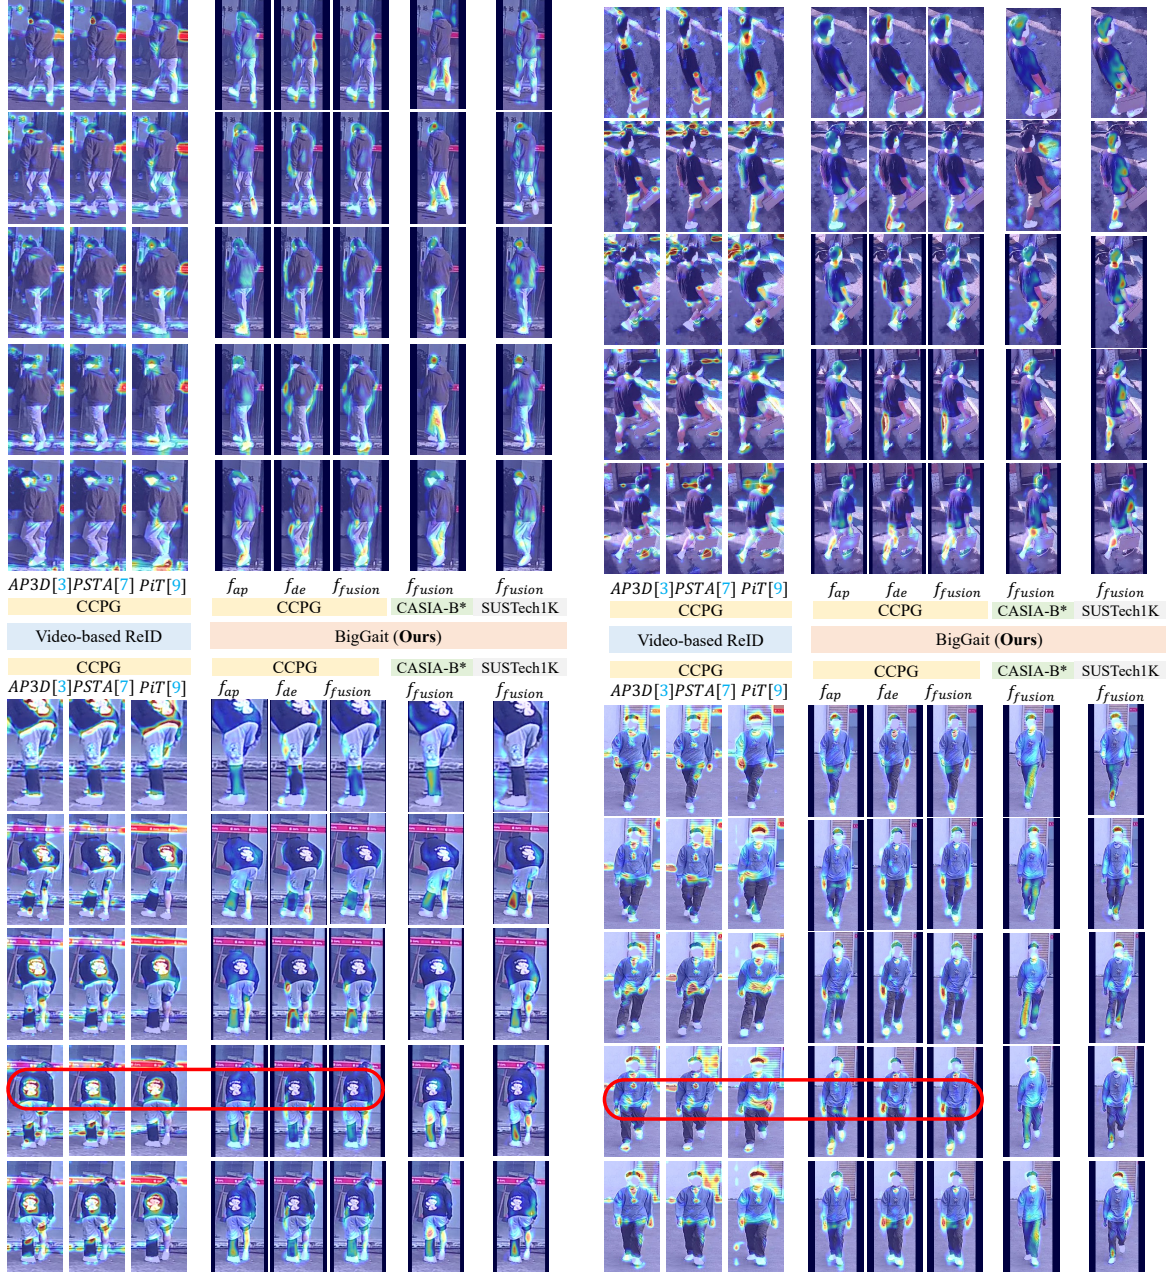 AP3D[3] PSTA[7] PiT[9] f_ap f_de f_fusion f_fusion f_fusion
CCPG CCPG CASIA-B* SUSTech1K
Video-based ReID BigGait (Ours)
CCPG CCPG CASIA-B* SUSTech1K
AP3D[3] PSTA[7] PiT[9] f_ap f_de f_fusion f_fusion f_fusion
AP3D[3] PSTA[7] PiT[9] f_ap f_de f_fusion f_fusion f_fusion
CCPG CCPG CASIA-B* SUSTech1K
Video-based ReID BigGait (Ours)
CCPG CCPG CASIA-B* SUSTech1K
AP3D[3] PSTA[7] PiT[9] f_ap f_de f_fusion f_fusion f_fusion